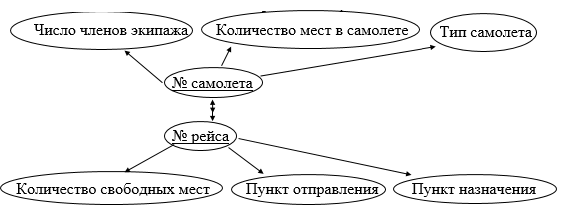 Число членов экипажа
Количество мест в самолете
Тип самолета
№ самолета
№ рейса
Количество свободных мест
Пункт отправления
Пункт назначения